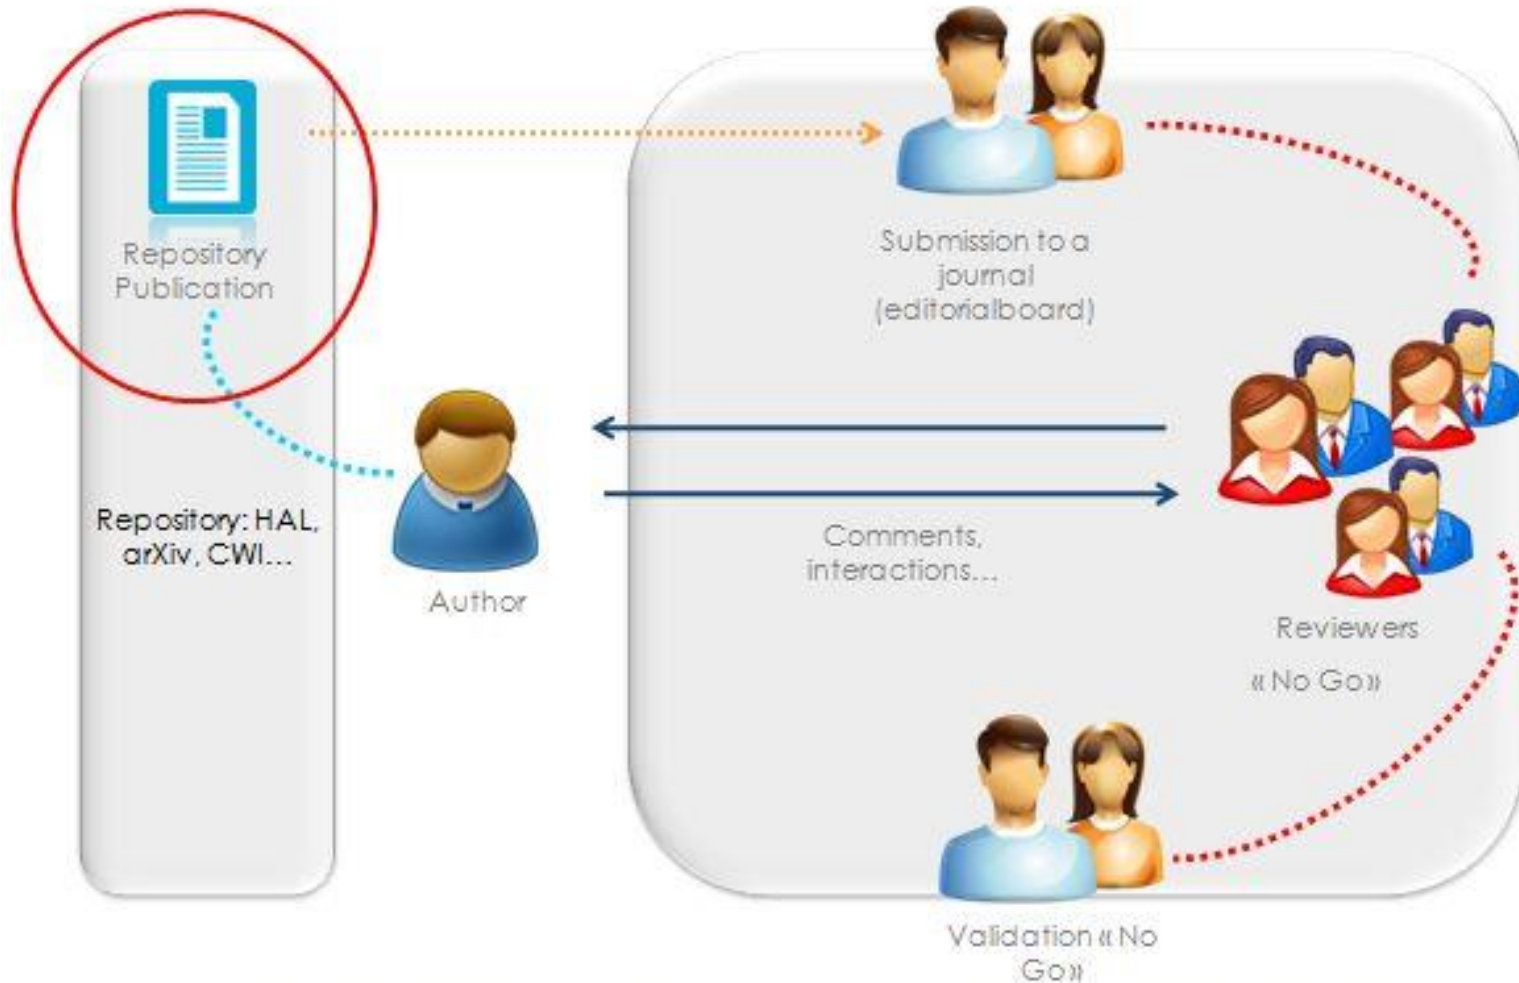 Repository
Publication
Submission to a
journal
(editorialboard)
Repository: HAL,
arXiv, CWI...
Author
Comments,
interactions...
Reviewers
« No Go»
Validation « No
Go»